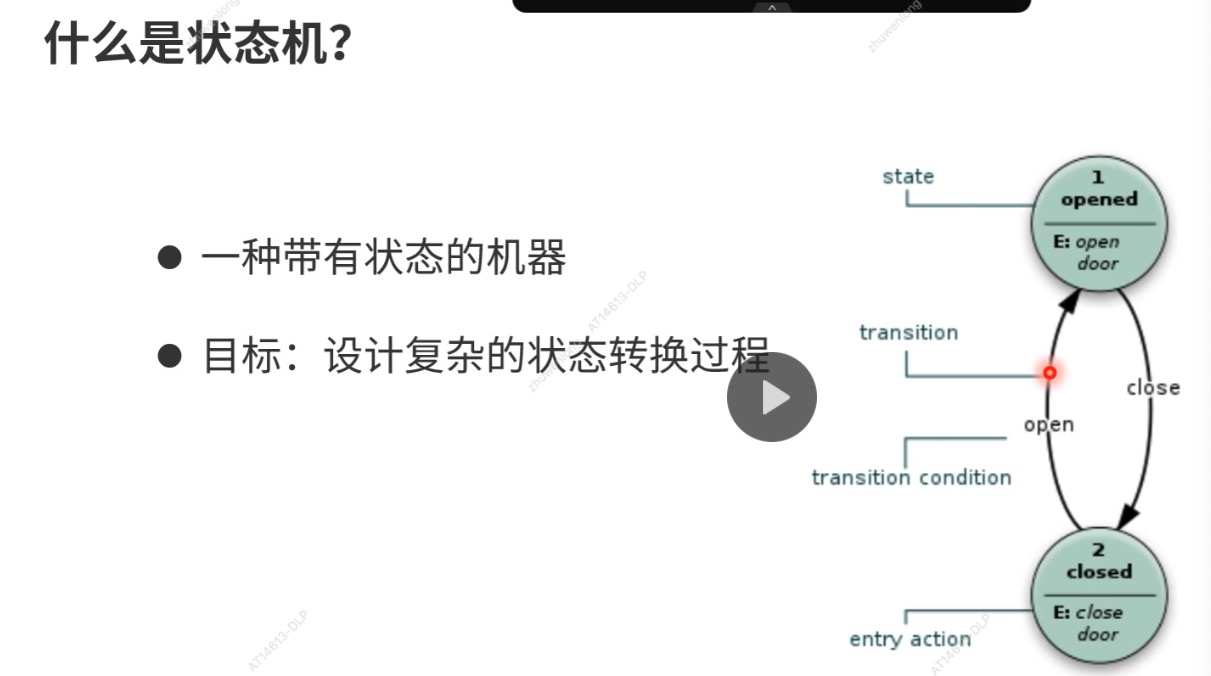 什么是状态机？
一种带有状态的机器
目标：设计复杂的状态转换过程
state
1
opened
E: open
door
transition
close
open
transition condition
2
closed
E: close
door
entry action
zhuwenlong
AT14613-DLP
AT14613-DLP
AT14613-DLP